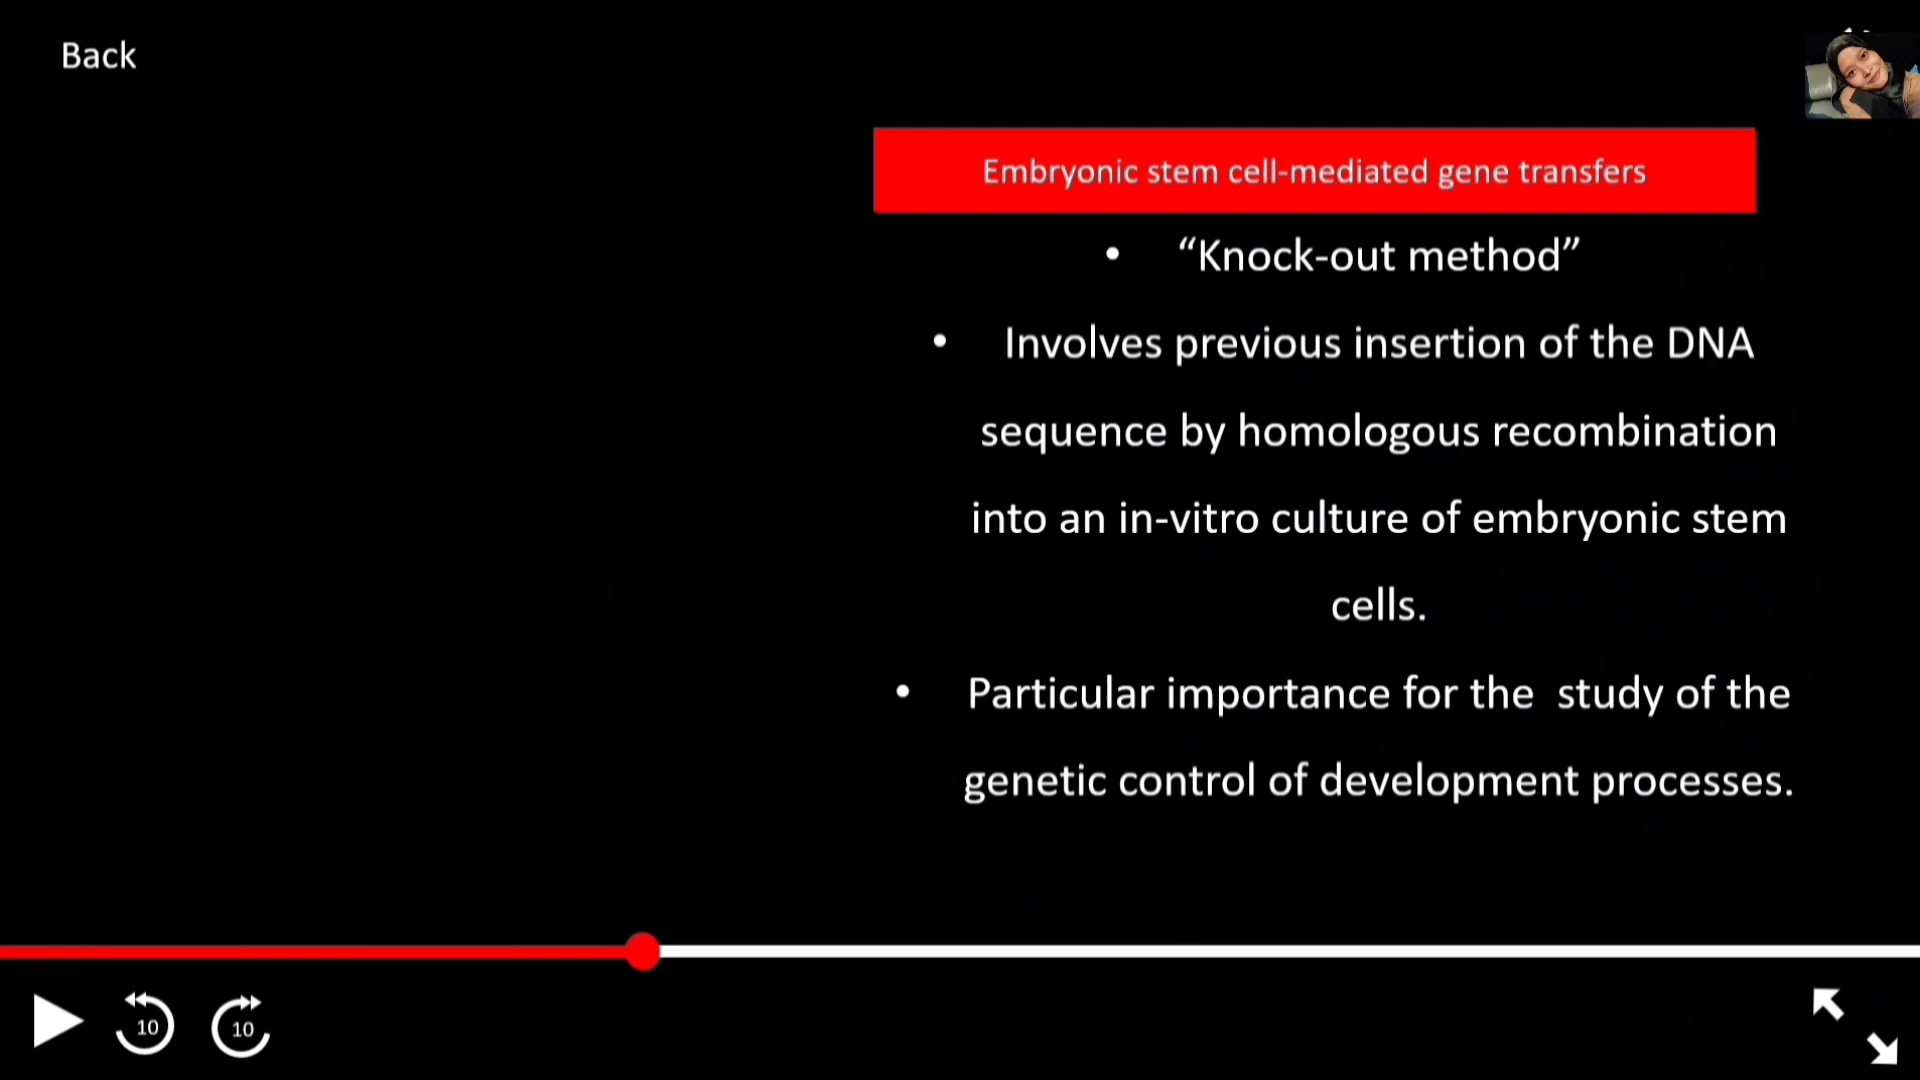 Back
Embryonic stem cell-mediated gene transfers
• “Knock-out method”
• Involves previous insertion of the DNA
sequence by homologous recombination
into an in-vitro culture of embryonic stem
cells.
• Particular importance for the  study of the
genetic control of development processes.
10
10